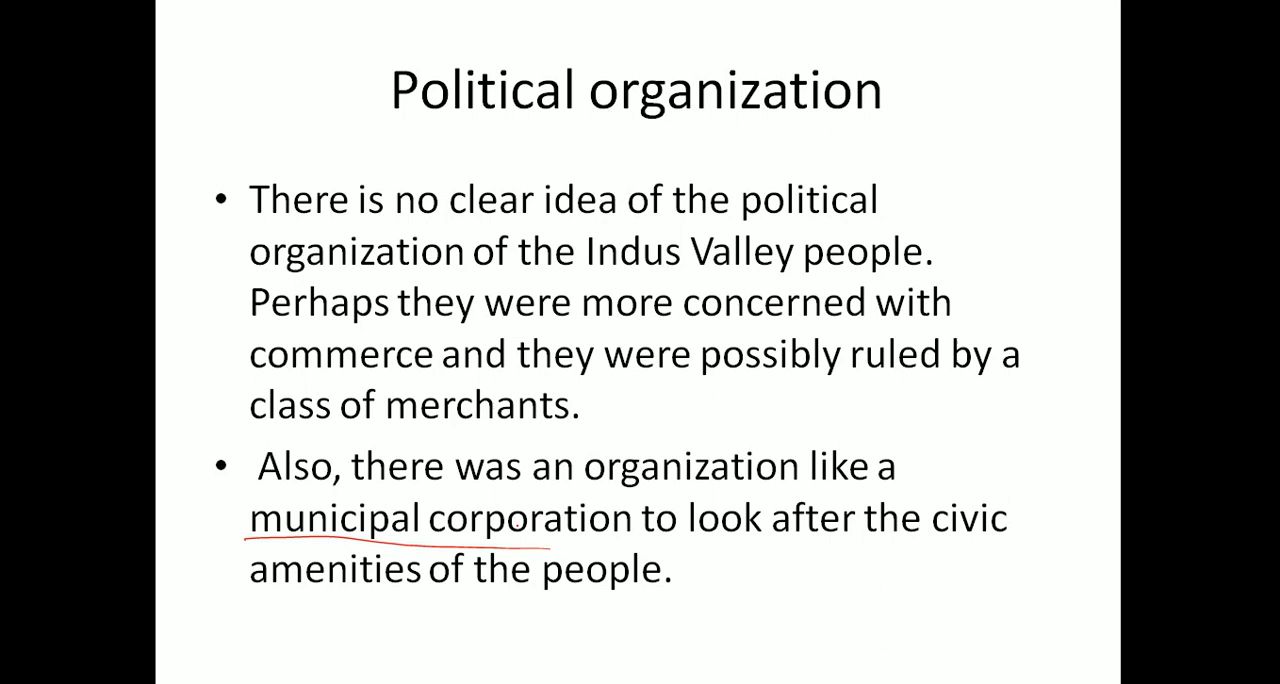 Political organization
• There is no clear idea of the political
organization of the Indus Valley people.
Perhaps they were more concerned with
commerce and they were possibly ruled by a
class of merchants.
• Also, there was an organization like a
municipal corporation to look after the civic
amenities of the people.